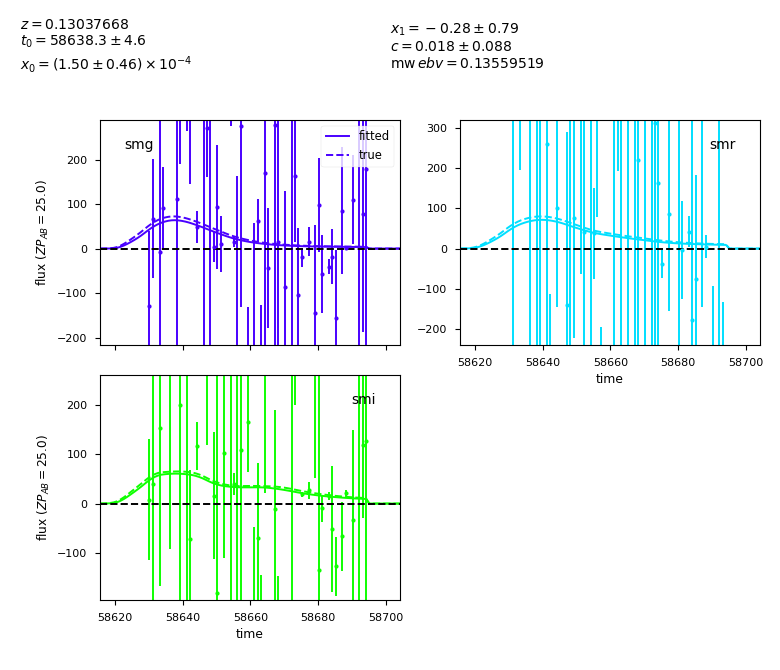 z = 0.13037668
t₀ = 58638.3 ± 4.6
x₀ = (1.50 ± 0.46) × 10⁻⁴
x₁ = −0.28 ± 0.79
c = 0.018 ± 0.088
mw ebv = 0.13559519
smg
fitted
true
200
100
0
−100
−200
flux (ZP_AB = 25.0)
smr
300
200
100
0
−100
−200
58620 58640 58660 58680 58700
time
smi
200
100
0
−100
flux (ZP_AB = 25.0)
58620 58640 58660 58680 58700
time